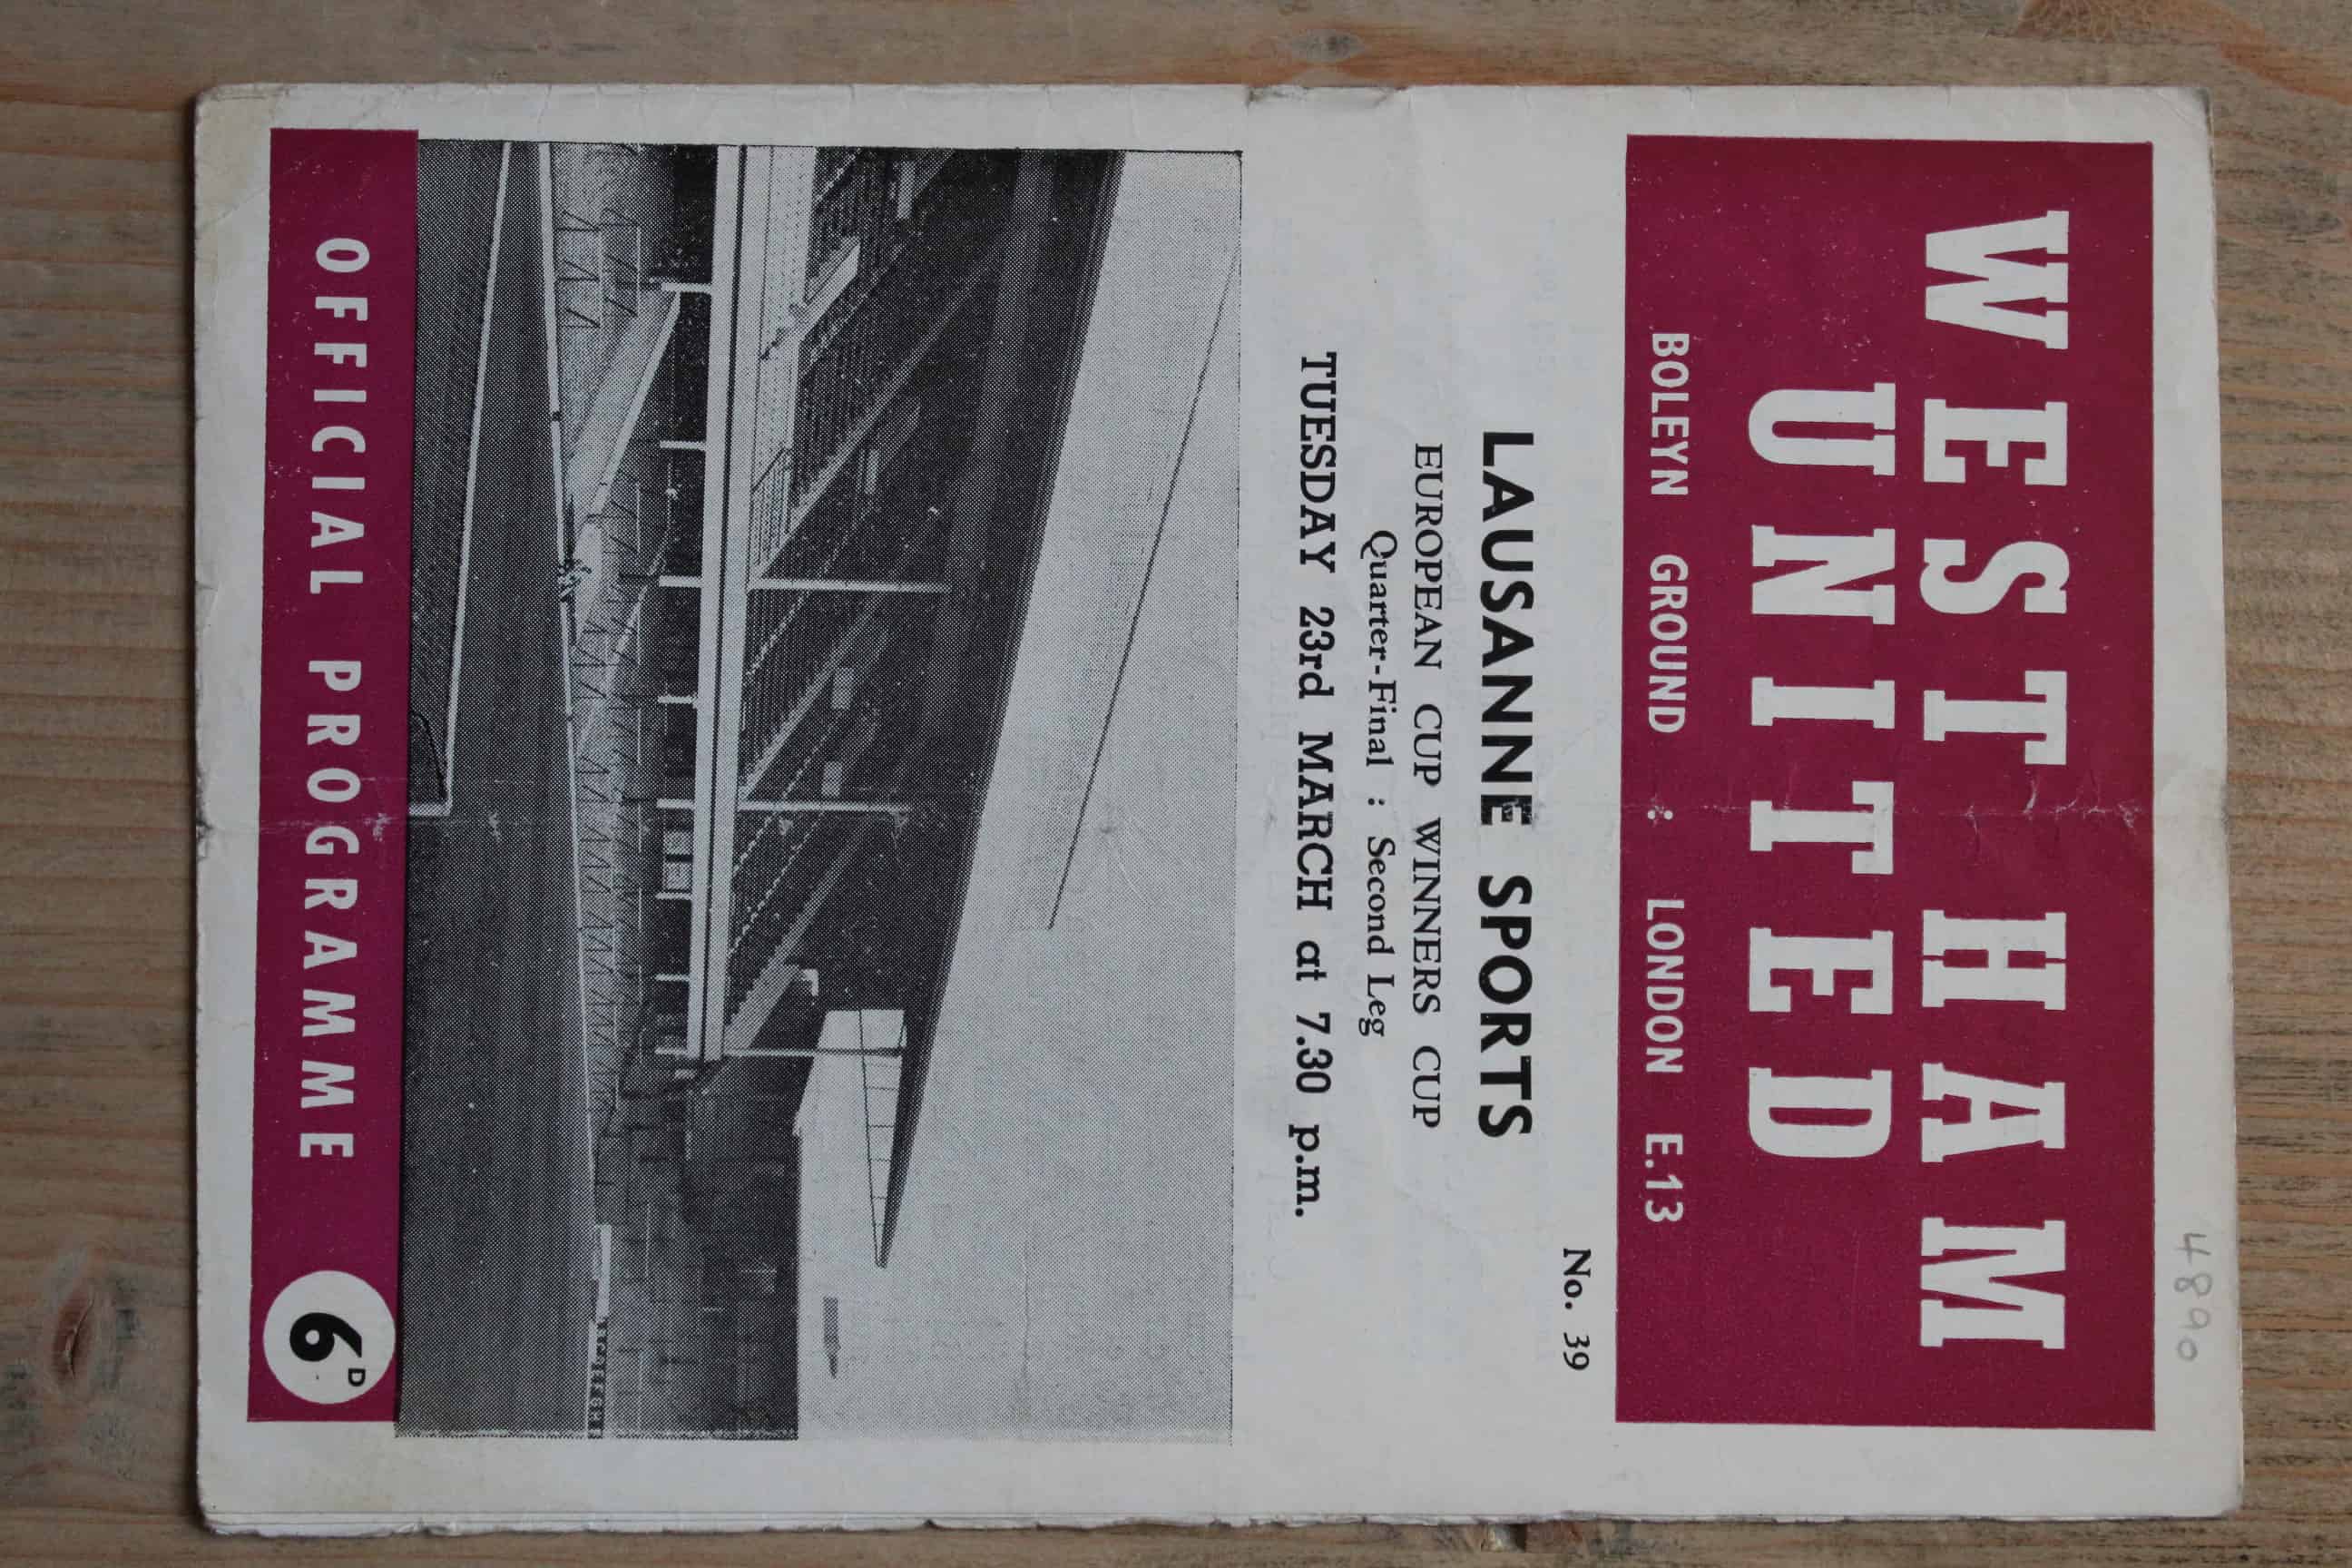 4890
WEST HAM
UNITED
BOLEYN GROUND : LONDON E.13
No. 39
LAUSANNE SPORTS
EUROPEAN CUP WINNERS CUP
Quarter-Final : Second Leg
TUESDAY 23rd MARCH at 7.30 p.m.
OFFICIAL PROGRAMME 6D